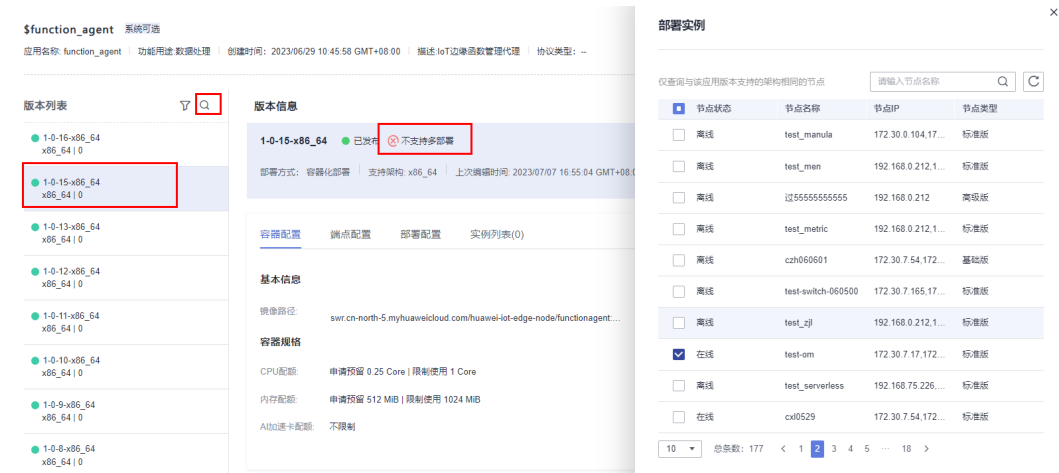 $function_agent 系统可选
应用名称: function_agent 功能用途:数据处理 创建时间: 2023/06/29 10:45:58 GMT+08:00 描述:IoT边缘函数管理代理 协议类型: --
版本列表
1-0-16-x86_64
x86_64 | 0
1-0-15-x86_64
x86_64 | 0
1-0-13-x86_64
x86_64 | 0
1-0-12-x86_64
x86_64 | 0
1-0-11-x86_64
x86_64 | 0
1-0-10-x86_64
x86_64 | 0
1-0-9-x86_64
x86_64 | 0
1-0-8-x86_64
x86_64 | 0
版本信息
1-0-15-x86_64 已发布 不支持多部署
部署方式: 容器化部署 支持架构: x86_64 上次编辑时间: 2023/07/07 16:55:04 GMT+08:0
容器配置 端点配置 部署配置 实例列表(0)
基本信息
镜像路径: swr.cn-north-5.myhuaweicloud.com/huawei-iot-edge-node/functionagent:...
容器规格
CPU配额: 申请预留 0.25 Core | 限制使用 1 Core
内存配额: 申请预留 512 MiB | 限制使用 1024 MiB
AI加速卡配额: 不限制
部署实例
仅查询与该应用版本支持的架构相同的节点 请输入节点名称
节点状态 节点名称 节点IP 节点类型
离线 test_manula 172.30.0.104,17... 标准版
离线 test_men 192.168.0.212,1... 标准版
离线 过55555555555 192.168.0.212 高级版
离线 test_metric 192.168.0.212,1... 标准版
离线 czh060601 172.30.7.54,172... 基础版
离线 test-switch-060500 172.30.7.165,17... 标准版
离线 test_zjl 192.168.0.212,1... 标准版
在线 test-om 172.30.7.17,172... 标准版
离线 test_serverless 192.168.75.226,... 标准版
在线 cxl0529 172.30.7.54,172... 标准版
10 总条数: 177 < 1 2 3 4 5 ... 18 >